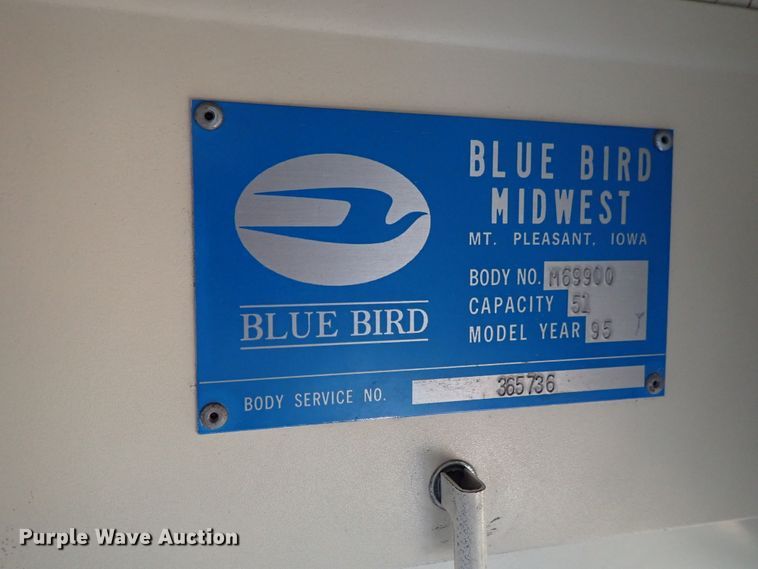 BLUE BIRD
MIDWEST
MT. PLEASANT, IOWA
BODY NO. M69900
CAPACITY 51
MODEL YEAR 95 T
BLUE BIRD
BODY SERVICE NO. 365736
Purple Wave Auction